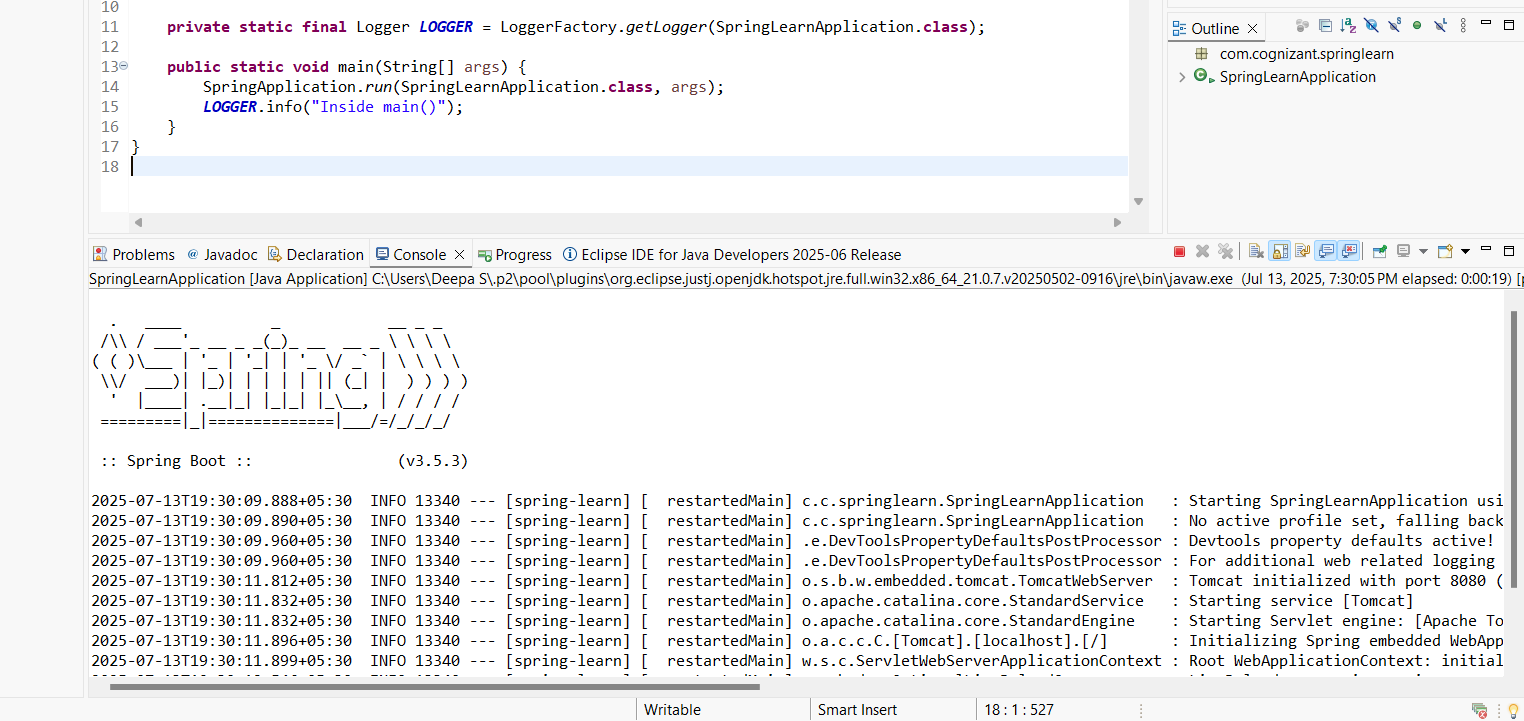 10
11 private static final Logger LOGGER = LoggerFactory.getLogger(SpringLearnApplication.class);
12
13 public static void main(String[] args) {
14 SpringApplication.run(SpringLearnApplication.class, args);
15 LOGGER.info("Inside main()");
16 }
17 }
18
Outline
com.cognizant.springlearn
SpringLearnApplication
Problems @ Javadoc Declaration Console Progress Eclipse IDE for Java Developers 2025-06 Release
SpringLearnApplication [Java Application] C:\Users\Deepa S\.p2\pool\plugins\org.eclipse.justj.openjdk.hotspot.jre.full.win32.x86_64_21.0.7.v20250502-0916\jre\bin\javaw.exe (Jul 13, 2025, 7:30:05 PM elapsed: 0:00:19) [p
Spring
:: Spring Boot :: (v3.5.3)
2025-07-13T19:30:09.888+05:30 INFO 13340 --- [spring-learn] [ restartedMain] c.c.springlearn.SpringLearnApplication : Starting SpringLearnApplication usi
2025-07-13T19:30:09.890+05:30 INFO 13340 --- [spring-learn] [ restartedMain] c.c.springlearn.SpringLearnApplication : No active profile set, falling back
2025-07-13T19:30:09.960+05:30 INFO 13340 --- [spring-learn] [ restartedMain] .e.DevToolsPropertyDefaultsPostProcessor : Devtools property defaults active!
2025-07-13T19:30:09.960+05:30 INFO 13340 --- [spring-learn] [ restartedMain] .e.DevToolsPropertyDefaultsPostProcessor : For additional web related logging
2025-07-13T19:30:11.812+05:30 INFO 13340 --- [spring-learn] [ restartedMain] o.s.b.w.embedded.tomcat.TomcatWebServer : Tomcat initialized with port 8080 (
2025-07-13T19:30:11.832+05:30 INFO 13340 --- [spring-learn] [ restartedMain] o.apache.catalina.core.StandardService : Starting service [Tomcat]
2025-07-13T19:30:11.832+05:30 INFO 13340 --- [spring-learn] [ restartedMain] o.apache.catalina.core.StandardEngine : Starting Servlet engine: [Apache To
2025-07-13T19:30:11.896+05:30 INFO 13340 --- [spring-learn] [ restartedMain] o.a.c.c.C.[Tomcat].[localhost].[/] : Initializing Spring embedded WebApp
2025-07-13T19:30:11.899+05:30 INFO 13340 --- [spring-learn] [ restartedMain] w.s.c.ServletWebServerApplicationContext : Root WebApplicationContext: initial
Writable Smart Insert 18 : 1 : 527